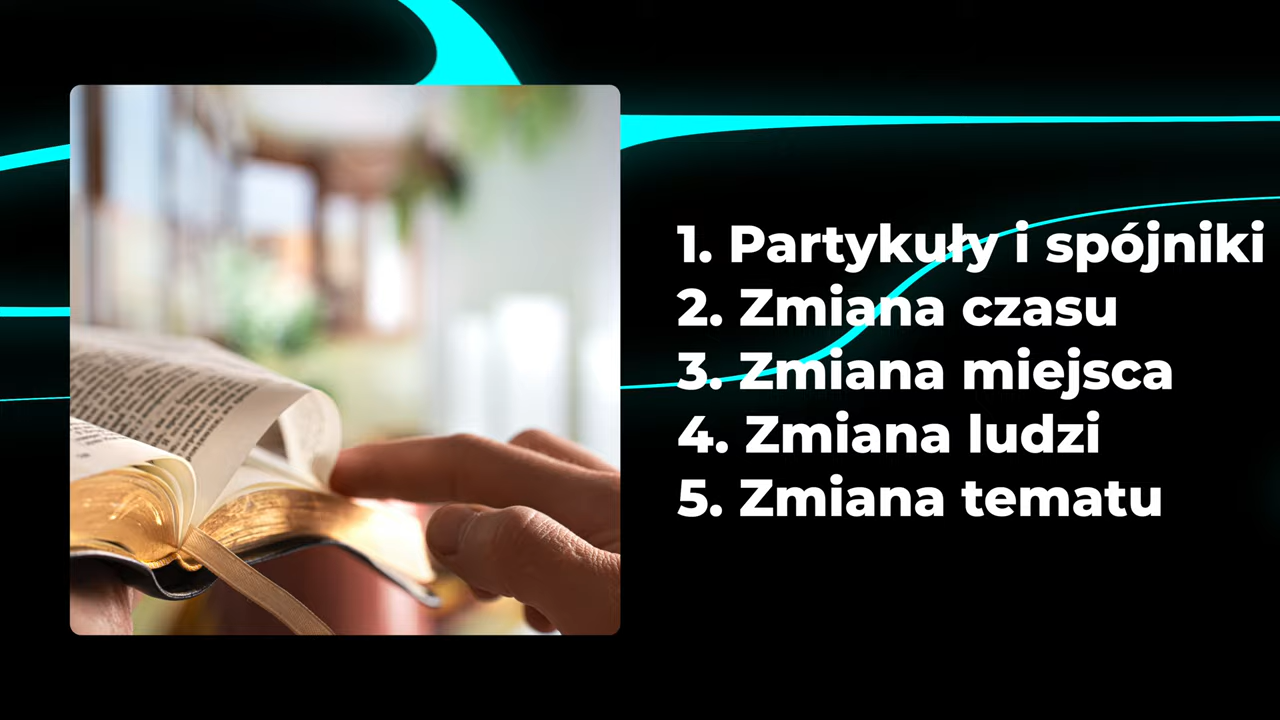 1. Partykuły i spójniki
2. Zmiana czasu
3. Zmiana miejsca
4. Zmiana ludzi
5. Zmiana tematu